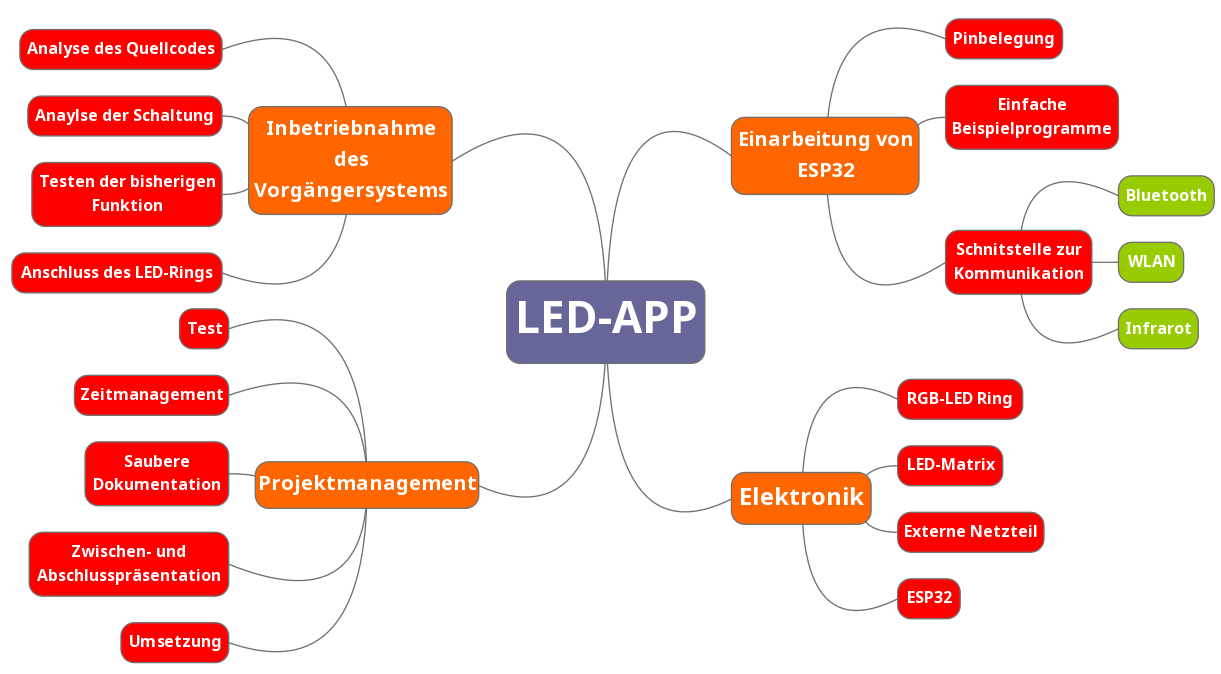 LED-APP
Inbetriebnahme
des
Vorgängersystems
Analyse des Quellcodes
Anaylse der Schaltung
Testen der bisherigen
Funktion
Anschluss des LED-Rings
Projektmanagement
Test
Zeitmanagement
Saubere
Dokumentation
Zwischen- und
Abschlusspräsentation
Umsetzung
Einarbeitung von
ESP32
Pinbelegung
Einfache
Beispielprogramme
Schnitstelle zur
Kommunikation
Bluetooth
WLAN
Infrarot
Elektronik
RGB-LED Ring
LED-Matrix
Externe Netzteil
ESP32